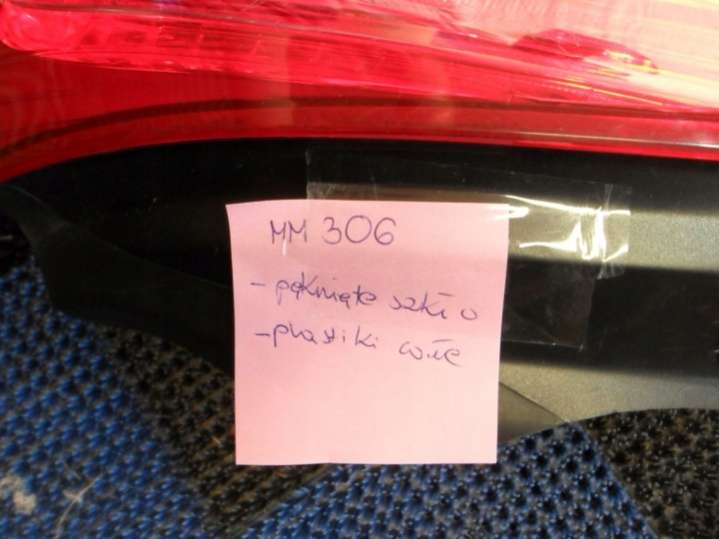 MM 306
- pęknięte szkło
- plastiki całe